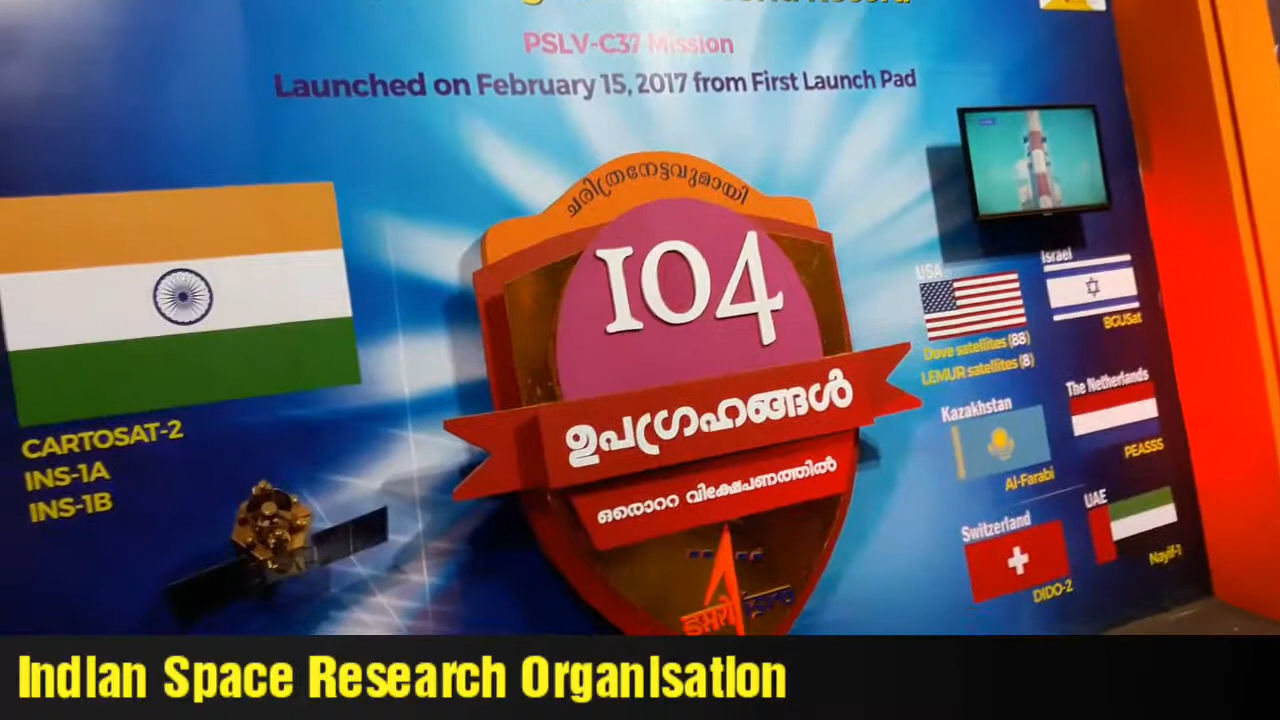 PSLV-C37 Mission
Launched on February 15, 2017 from First Launch Pad
ചരിത്രനേട്ടവുമായി
104
ഉപഗ്രഹങ്ങൾ
ഒരൊററ വിക്ഷേപണത്തിൽ
इसरो
CARTOSAT-2
INS-1A
INS-1B
USA
Dove satellites (88)
LEMUR satellites (8)
Israel
BGUSat
Kazakhstan
Al-Farabi
The Netherlands
PEASSS
Switzerland
DIDO-2
UAE
Nayif-1
Indian Space Research Organisation